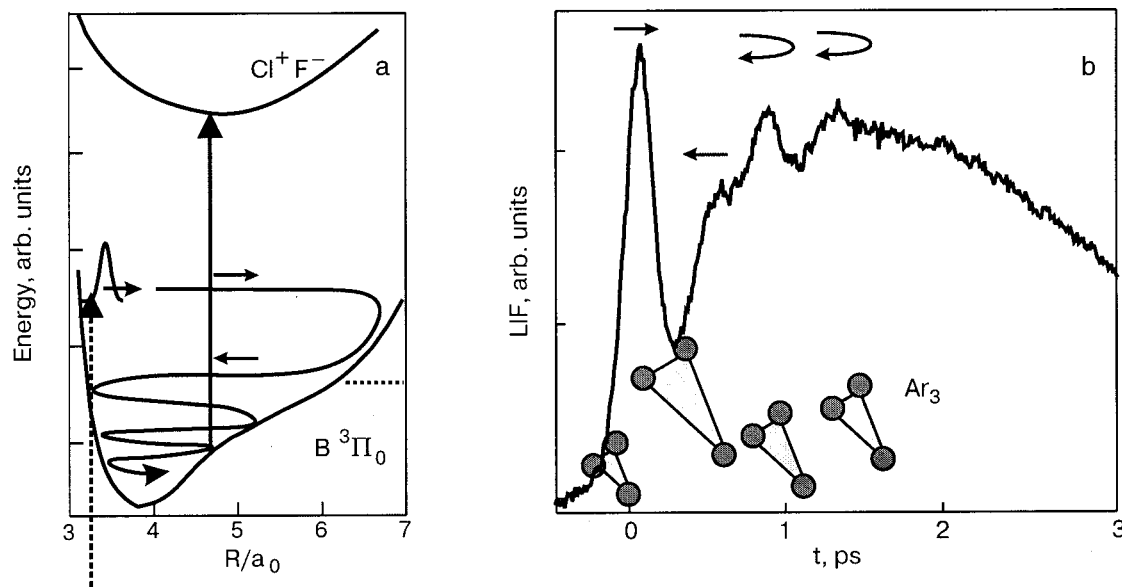 Cl⁺F⁻
a
B ³Π₀
Energy, arb. units
3 4 5 6 7
R/a₀
b
Ar₃
LIF, arb. units
0 1 2 3
t, ps